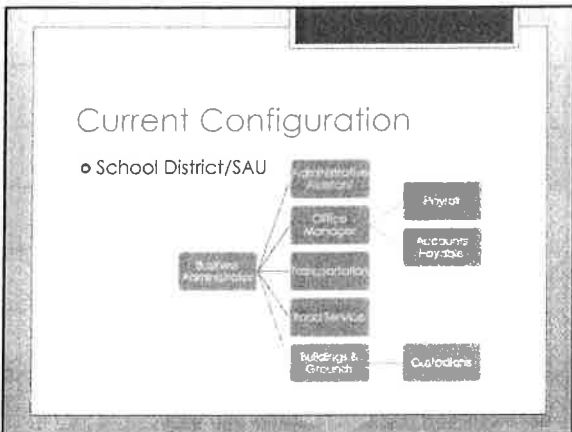 Current Configuration
School District/SAU
Administrative
Assistant
Office
Manager
Payroll
Accounts
Payable
Business
Administrator
Transportation
Food Service
Buildings &
Grounds
Custodians